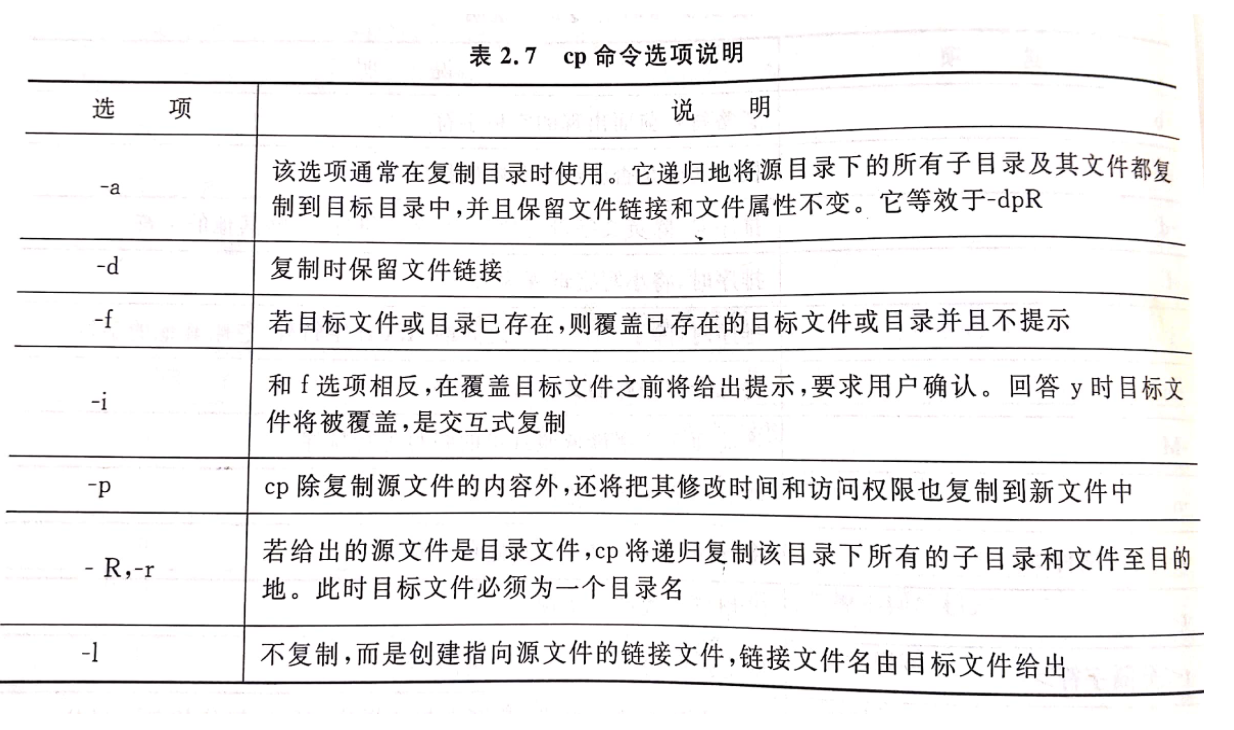 表 2.7 cp 命令选项说明
选 项 说 明
-a 该选项通常在复制目录时使用。它递归地将源目录下的所有子目录及其文件都复
制到目标目录中,并且保留文件链接和文件属性不变。它等效于-dpR
-d 复制时保留文件链接
-f 若目标文件或目录已存在,则覆盖已存在的目标文件或目录并且不提示
-i 和 f 选项相反,在覆盖目标文件之前将给出提示,要求用户确认。回答 y 时目标文
件将被覆盖,是交互式复制
-p cp 除复制源文件的内容外,还将把其修改时间和访问权限也复制到新文件中
- R,-r 若给出的源文件是目录文件,cp 将递归复制该目录下所有的子目录和文件至目的
地。此时目标文件必须为一个目录名
-l 不复制,而是创建指向源文件的链接文件,链接文件名由目标文件给出